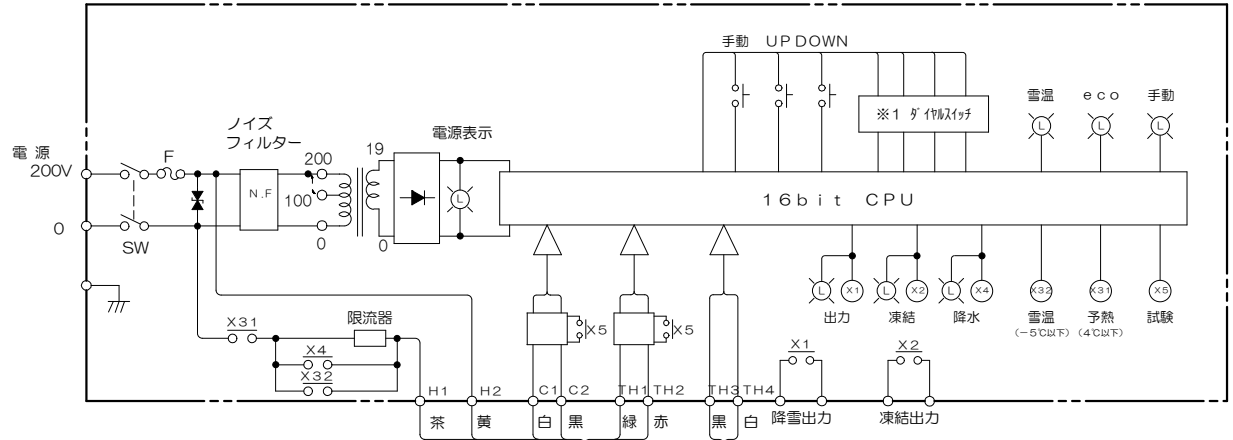 手動 UP DOWN
雪温 eco 手動
L L L
※1 ダイヤルスイッチ
ノイズ
フィルター
電源表示
電源
200V
F
N.F
200
100
0
19
0
L
16bit CPU
0
SW
L X1 L X2 L X4 X32 X31 X5
出力 凍結 降水 雪温 予熱 試験
(-5℃以下) (4℃以下)
X31
限流器
X4
X32
X5 X5
X1 X2
H1 H2 C1 C2 TH1 TH2 TH3 TH4
降雪出力 凍結出力
茶 黄 白 黒 緑 赤 黒 白